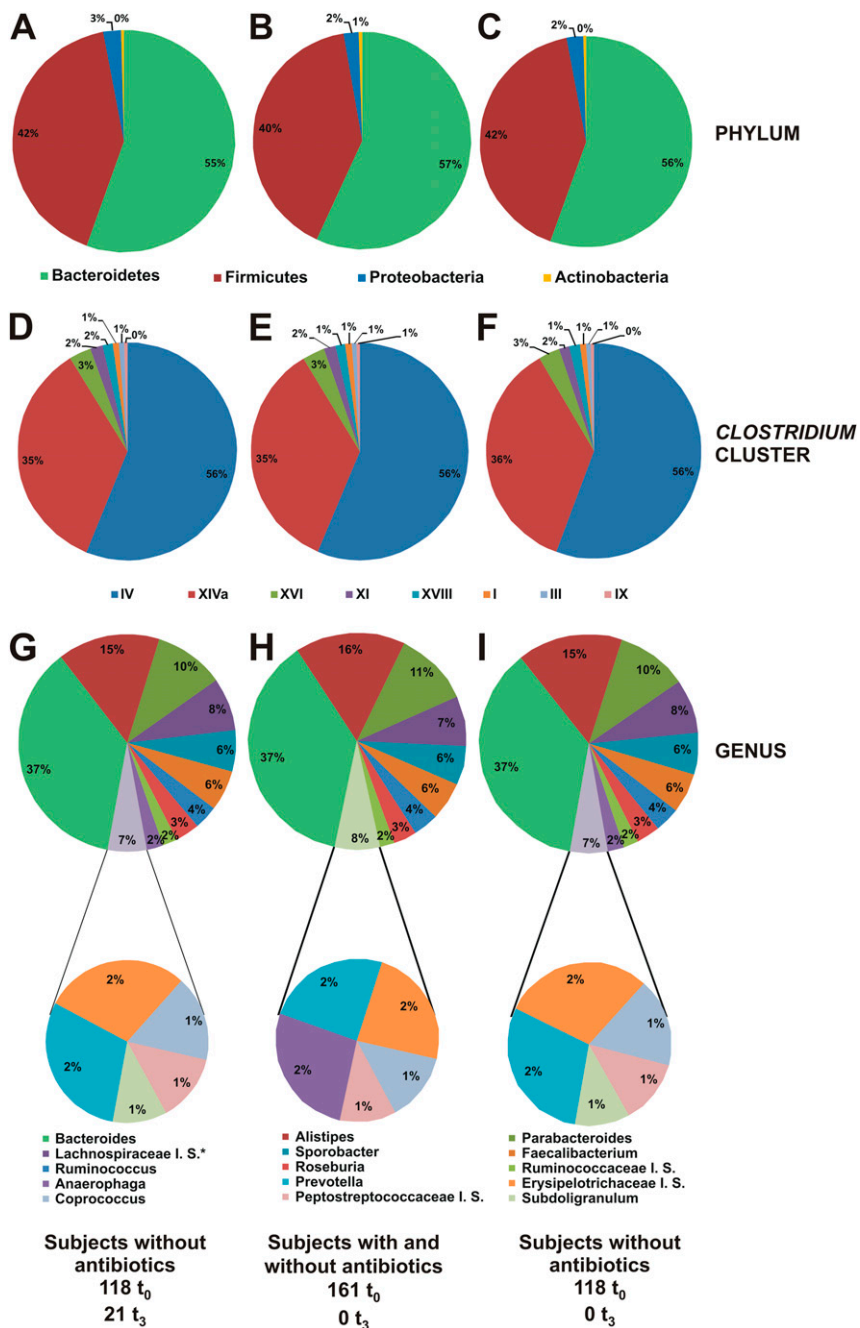 A
B
C
3% 0%
2% 1%
2% 0%
42%
55%
40%
57%
42%
56%
PHYLUM
Bacteroidetes Firmicutes Proteobacteria Actinobacteria
D
E
F
2% 2% 1% 1% 0%
2% 1% 1% 1% 1%
3% 2% 1% 1% 1% 0%
3%
35%
56%
3%
35%
56%
36%
56%
CLOSTRIDIUM
CLUSTER
IV XIVa XVI XI XVIII I III IX
G
H
I
15%
10%
8%
6%
6%
4%
3%
2%
2%
7%
37%
16%
11%
7%
6%
6%
4%
3%
2%
8%
37%
15%
10%
8%
6%
6%
4%
3%
2%
2%
7%
37%
GENUS
2%
1%
1%
1%
2%
2%
2%
1%
1%
2%
2%
1%
1%
1%
2%
Bacteroides
Lachnospiraceae I. S.*
Ruminococcus
Anaerophaga
Coprococcus
Alistipes
Sporobacter
Roseburia
Prevotella
Peptostreptococcaceae I. S.
Parabacteroides
Faecalibacterium
Ruminococcaceae I. S.
Erysipelotrichaceae I. S.
Subdoligranulum
Subjects without
antibiotics
118 t0
21 t3
Subjects with and
without antibiotics
161 t0
0 t3
Subjects without
antibiotics
118 t0
0 t3